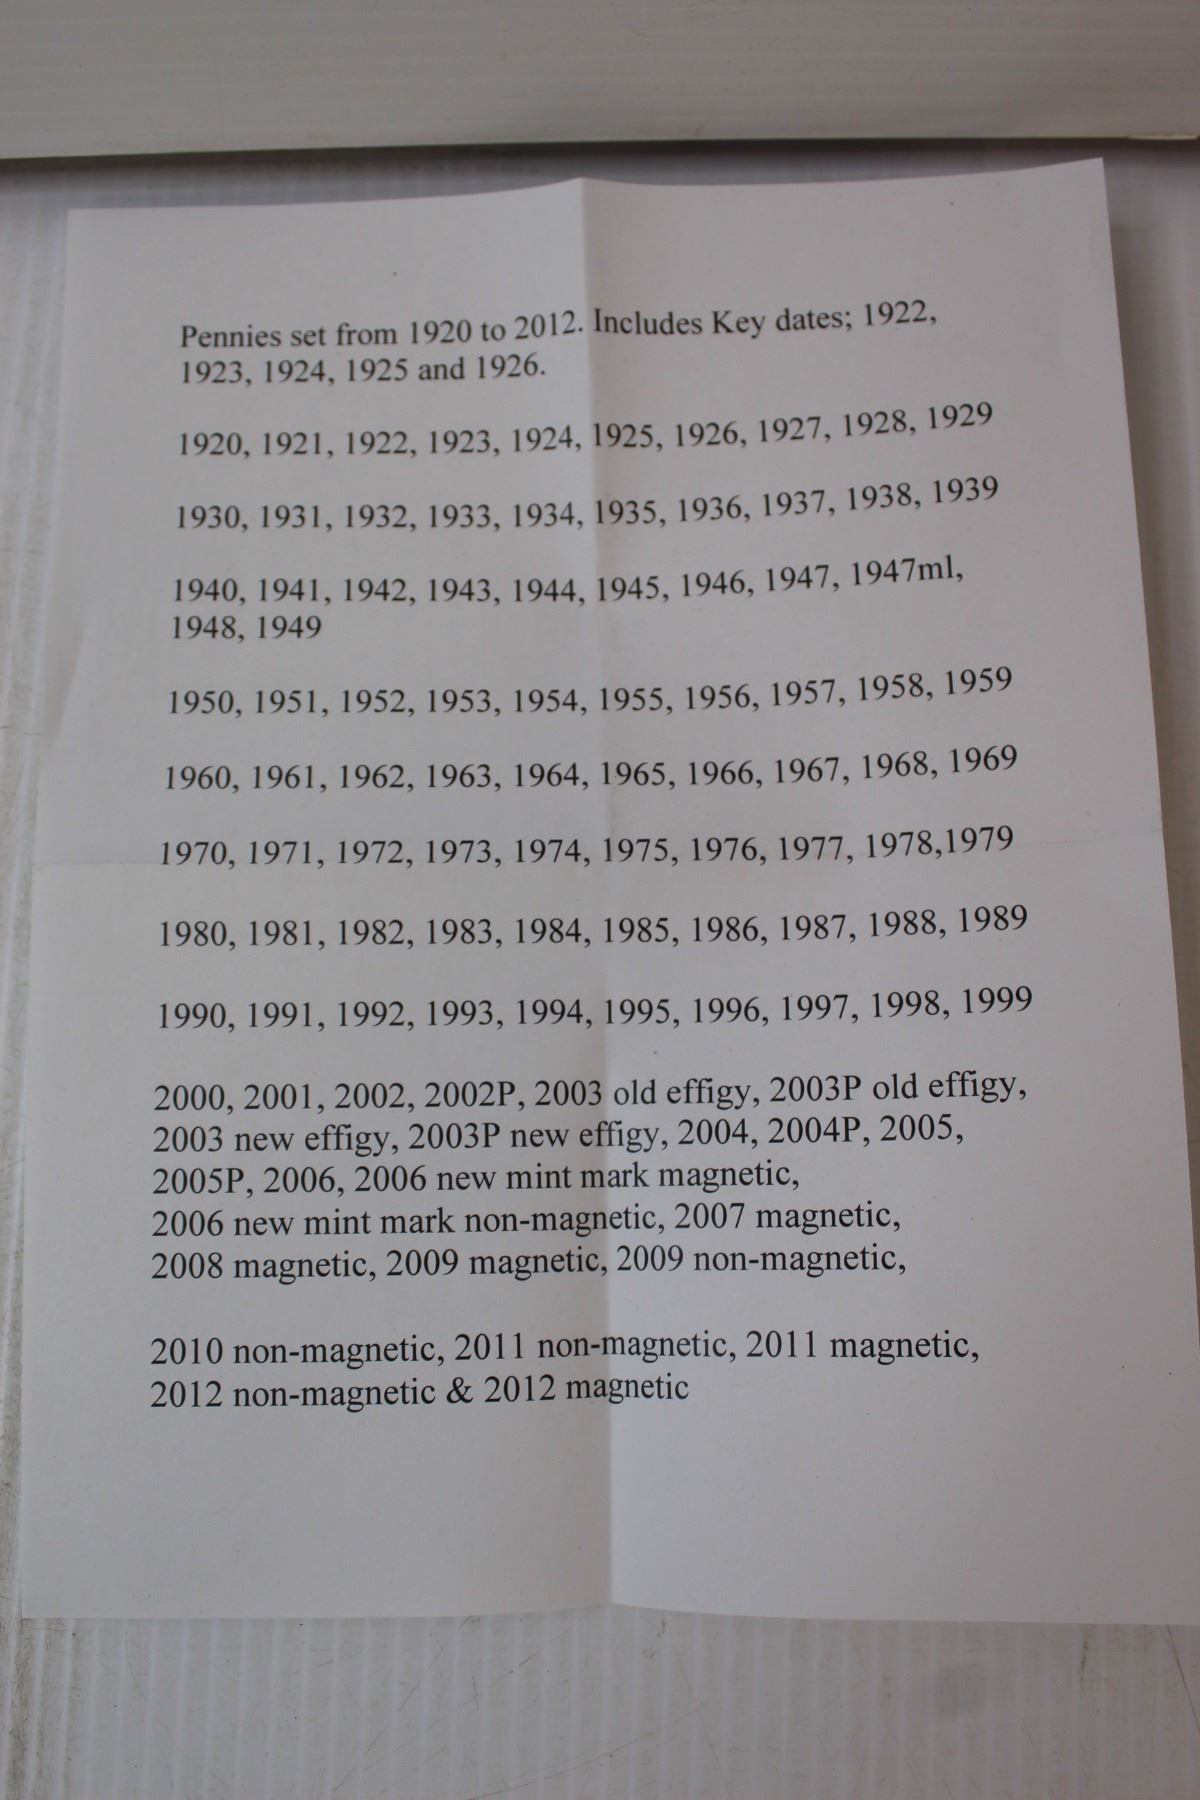 Pennies set from 1920 to 2012. Includes Key dates; 1922,
1923, 1924, 1925 and 1926.
1920, 1921, 1922, 1923, 1924, 1925, 1926, 1927, 1928, 1929
1930, 1931, 1932, 1933, 1934, 1935, 1936, 1937, 1938, 1939
1940, 1941, 1942, 1943, 1944, 1945, 1946, 1947, 1947ml,
1948, 1949
1950, 1951, 1952, 1953, 1954, 1955, 1956, 1957, 1958, 1959
1960, 1961, 1962, 1963, 1964, 1965, 1966, 1967, 1968, 1969
1970, 1971, 1972, 1973, 1974, 1975, 1976, 1977, 1978,1979
1980, 1981, 1982, 1983, 1984, 1985, 1986, 1987, 1988, 1989
1990, 1991, 1992, 1993, 1994, 1995, 1996, 1997, 1998, 1999
2000, 2001, 2002, 2002P, 2003 old effigy, 2003P old effigy,
2003 new effigy, 2003P new effigy, 2004, 2004P, 2005,
2005P, 2006, 2006 new mint mark magnetic,
2006 new mint mark non-magnetic, 2007 magnetic,
2008 magnetic, 2009 magnetic, 2009 non-magnetic,
2010 non-magnetic, 2011 non-magnetic, 2011 magnetic,
2012 non-magnetic & 2012 magnetic